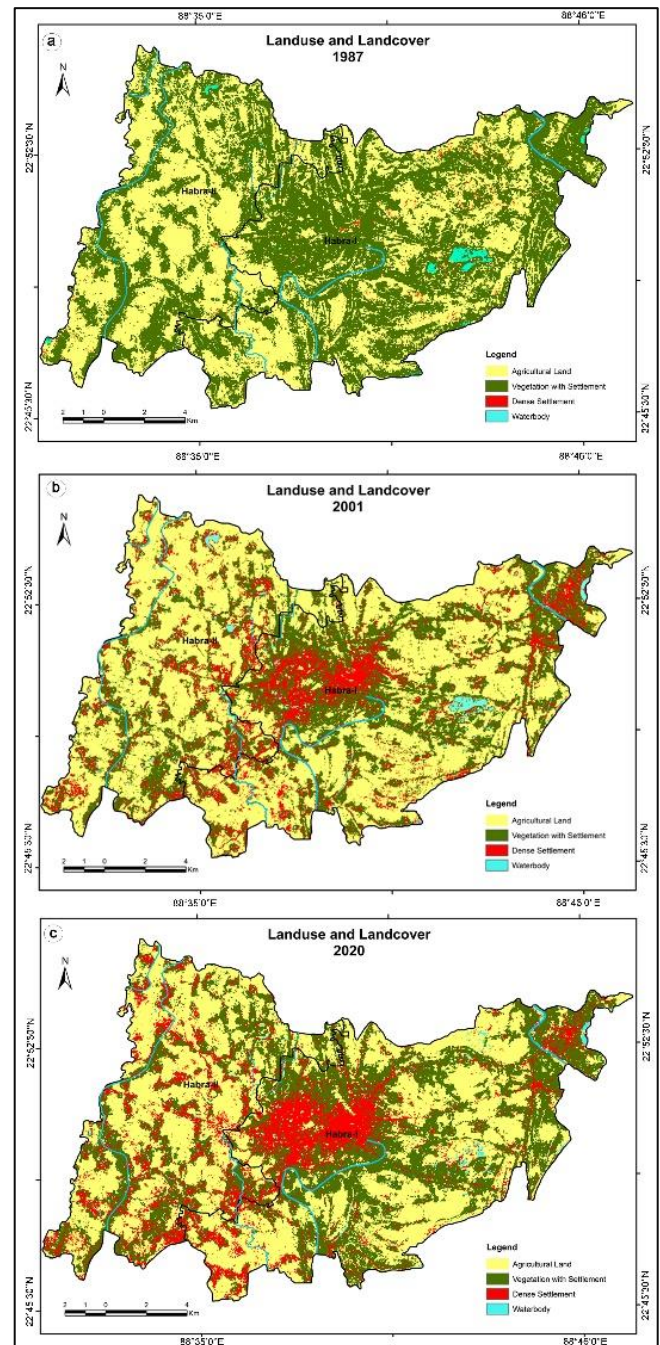 88°35'0"E
88°46'0"E
a
Landuse and Landcover
1987
N
22°52'30"N
22°52'30"N
Habra-II
Habra-I
Legend
Agricultural Land
Vegetation with Settlement
Dense Settlement
Waterbody
22°45'30"N
22°45'30"N
2 1 0 2 4
Km
88°35'0"E
88°46'0"E
b
Landuse and Landcover
2001
N
22°52'30"N
22°52'30"N
Habra-II
Habra-I
Legend
Agricultural Land
Vegetation with Settlement
Dense Settlement
Waterbody
22°45'30"N
22°45'30"N
2 1 0 2 4
Km
88°35'0"E
c
Landuse and Landcover
2020
N
22°52'30"N
22°52'30"N
Habra-II
Habra-I
Legend
Agricultural Land
Vegetation with Settlement
Dense Settlement
Waterbody
22°45'30"N
22°45'30"N
2 1 0 2 4
Km
88°35'0"E
88°46'0"E